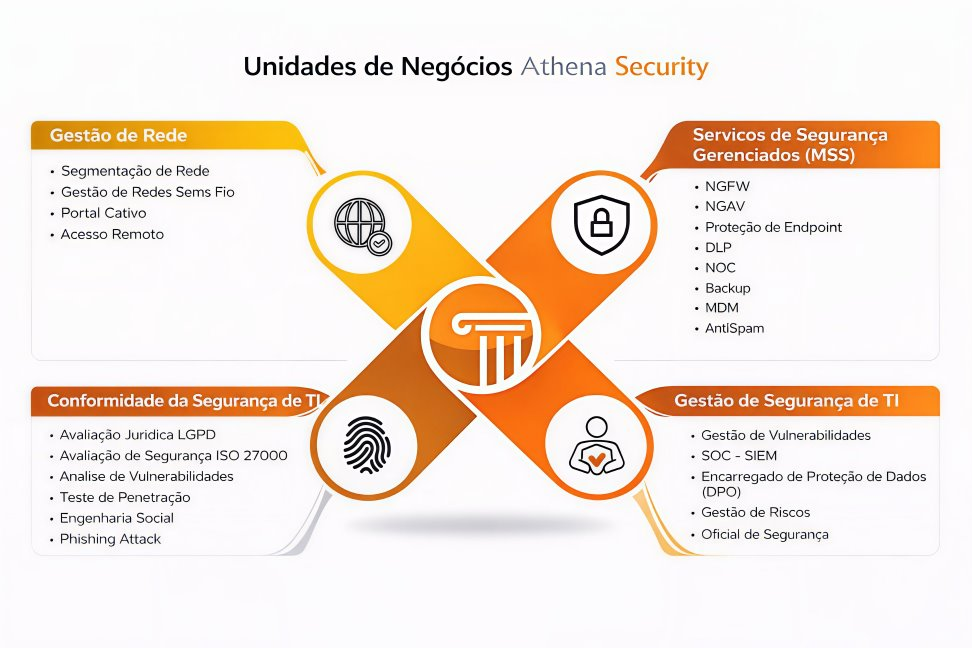 Unidades de Negócios Athena Security
Gestão de Rede
• Segmentação de Rede
• Gestão de Redes Sems Fio
• Portal Cativo
• Acesso Remoto
Servicos de Segurança
Gerenciados (MSS)
• NGFW
• NGAV
• Proteção de Endpoint
• DLP
• NOC
• Backup
• MDM
• AntISpam
Conformidade da Segurança de TI
• Avaliação Juridica LGPD
• Avaliação de Segurança ISO 27000
• Analise de Vulnerabilidades
• Teste de Penetração
• Engenharia Social
• Phishing Attack
Gestão de Segurança de TI
• Gestão de Vulnerabilidades
• SOC - SIEM
• Encarregado de Proteção de Dados
(DPO)
• Gestão de Riscos
• Oficial de Segurança